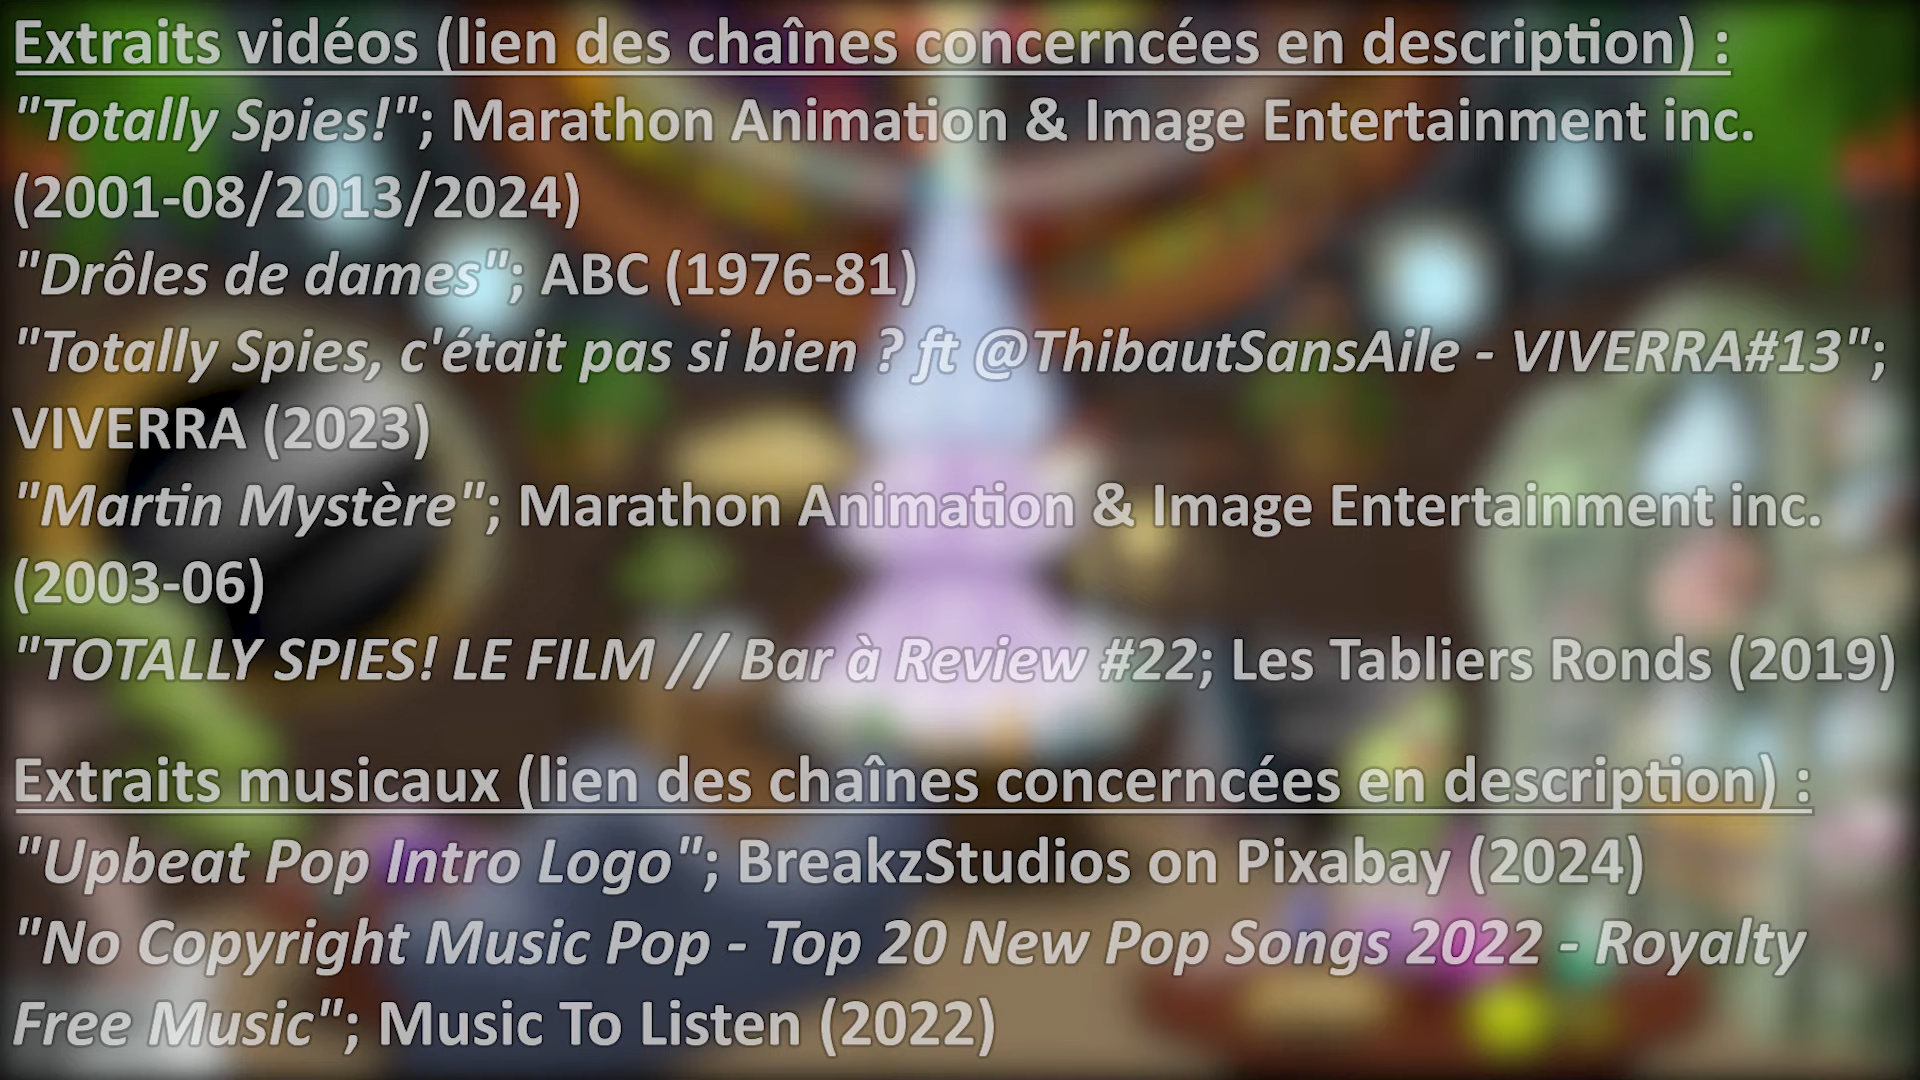 Extraits vidéos (lien des chaînes concerncées en description) :
"Totally Spies!"; Marathon Animation & Image Entertainment inc.
(2001-08/2013/2024)
"Drôles de dames"; ABC (1976-81)
"Totally Spies, c'était pas si bien ? ft @ThibautSansAile - VIVERRA#13";
VIVERRA (2023)
"Martin Mystère"; Marathon Animation & Image Entertainment inc.
(2003-06)
"TOTALLY SPIES! LE FILM // Bar à Review #22; Les Tabliers Ronds (2019)
Extraits musicaux (lien des chaînes concerncées en description) :
"Upbeat Pop Intro Logo"; BreakzStudios on Pixabay (2024)
"No Copyright Music Pop - Top 20 New Pop Songs 2022 - Royalty
Free Music"; Music To Listen (2022)